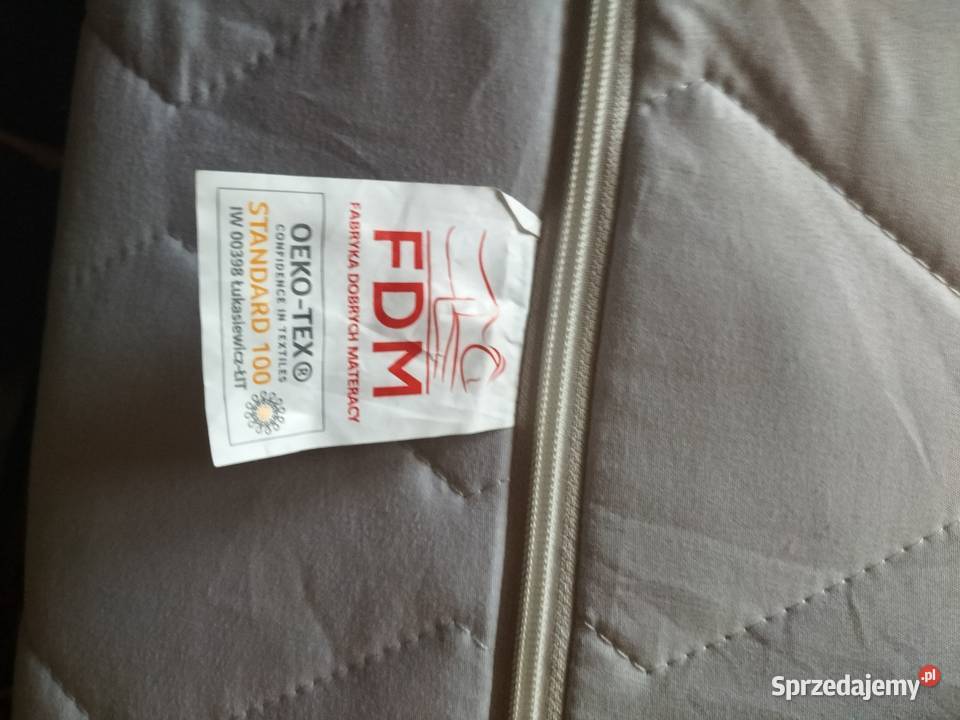 FDM
FABRYKA DOBRYCH MATERACY
OEKO-TEX®
CONFIDENCE IN TEXTILES
STANDARD 100
IW 00398 Łukasiewicz-ŁIT
Sprzedajemy.pl